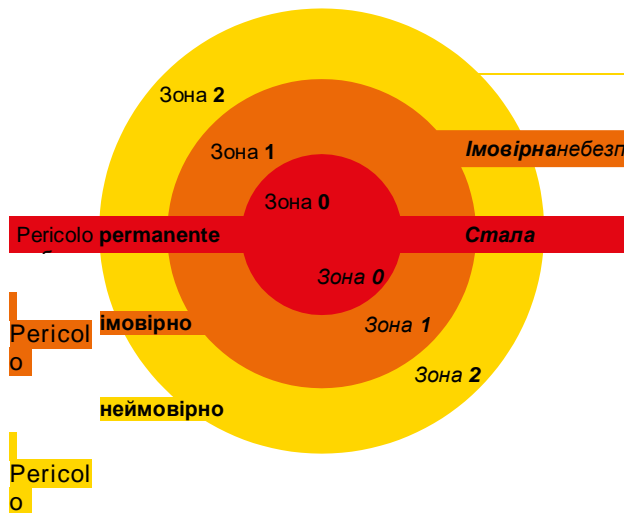 Зона 2
Зона 1
Імовірнанебезп
Зона 0
Pericolo permanente
Стала
Зона 0
імовірно
Зона 1
Pericol
o
Зона 2
неймовірно
Pericol
o